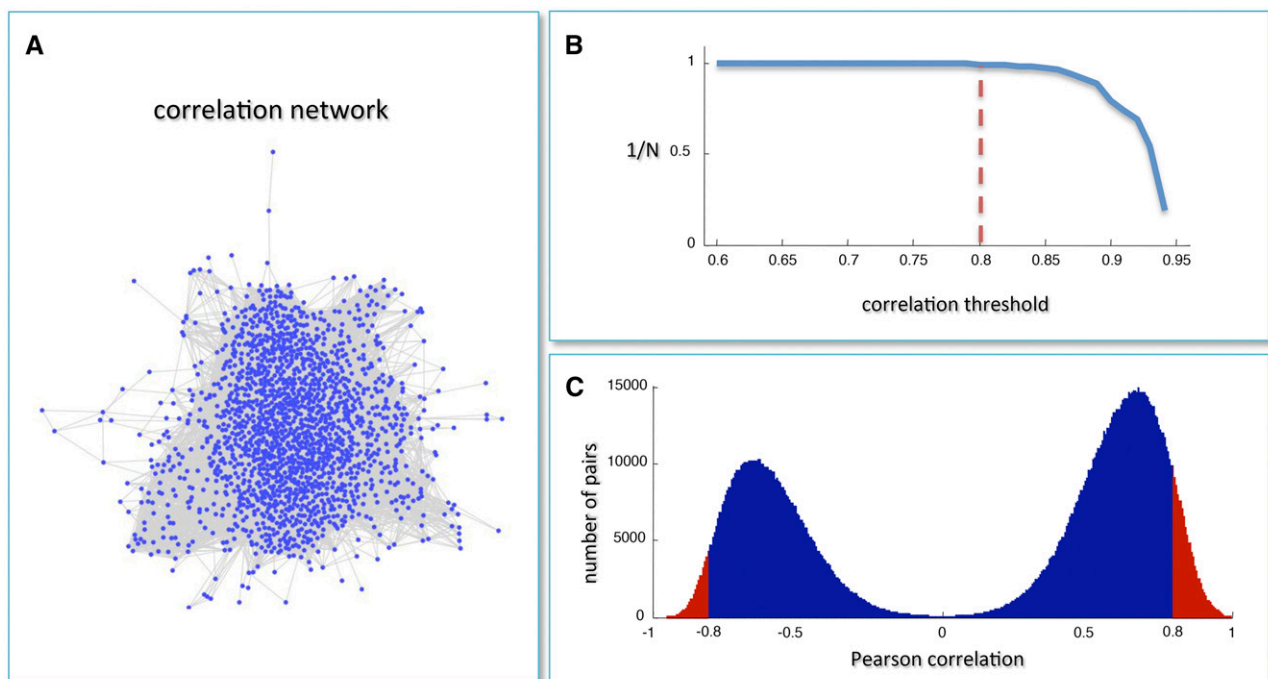 A
correlation network
B
1
1/N
0.5
0
0.6 0.65 0.7 0.75 0.8 0.85 0.9 0.95
correlation threshold
C
15000
10000
number of pairs
5000
0
-1 -0.8 -0.5 0 0.5 0.8 1
Pearson correlation